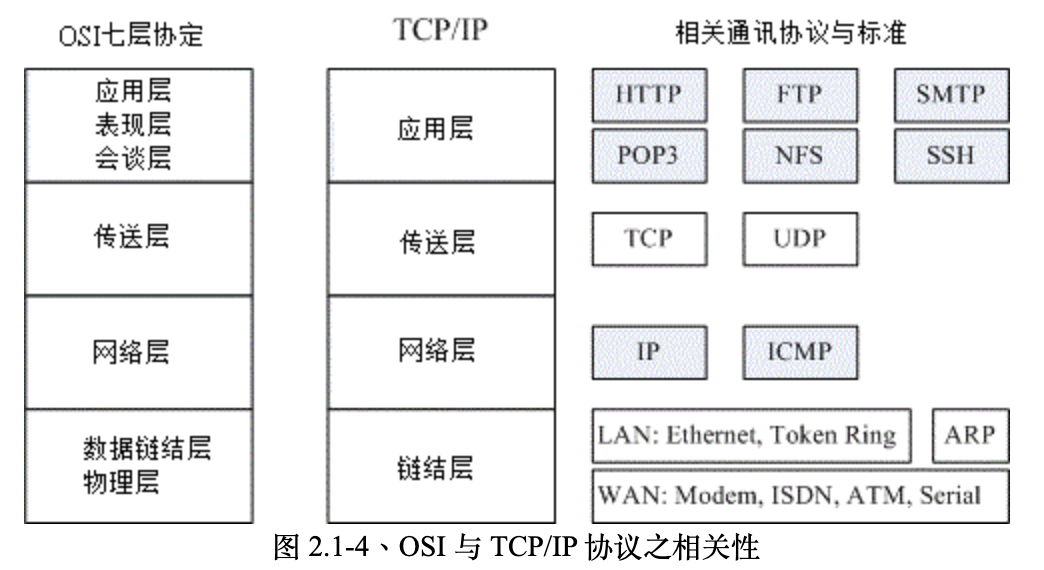 OSI七层协定
TCP/IP
相关通讯协议与标准
应用层
表现层
会谈层
应用层
HTTP
FTP
SMTP
POP3
NFS
SSH
传送层
传送层
TCP
UDP
网络层
网络层
IP
ICMP
数据链结层
物理层
链结层
LAN: Ethernet, Token Ring
ARP
WAN: Modem, ISDN, ATM, Serial
图 2.1-4、OSI 与 TCP/IP 协议之相关性